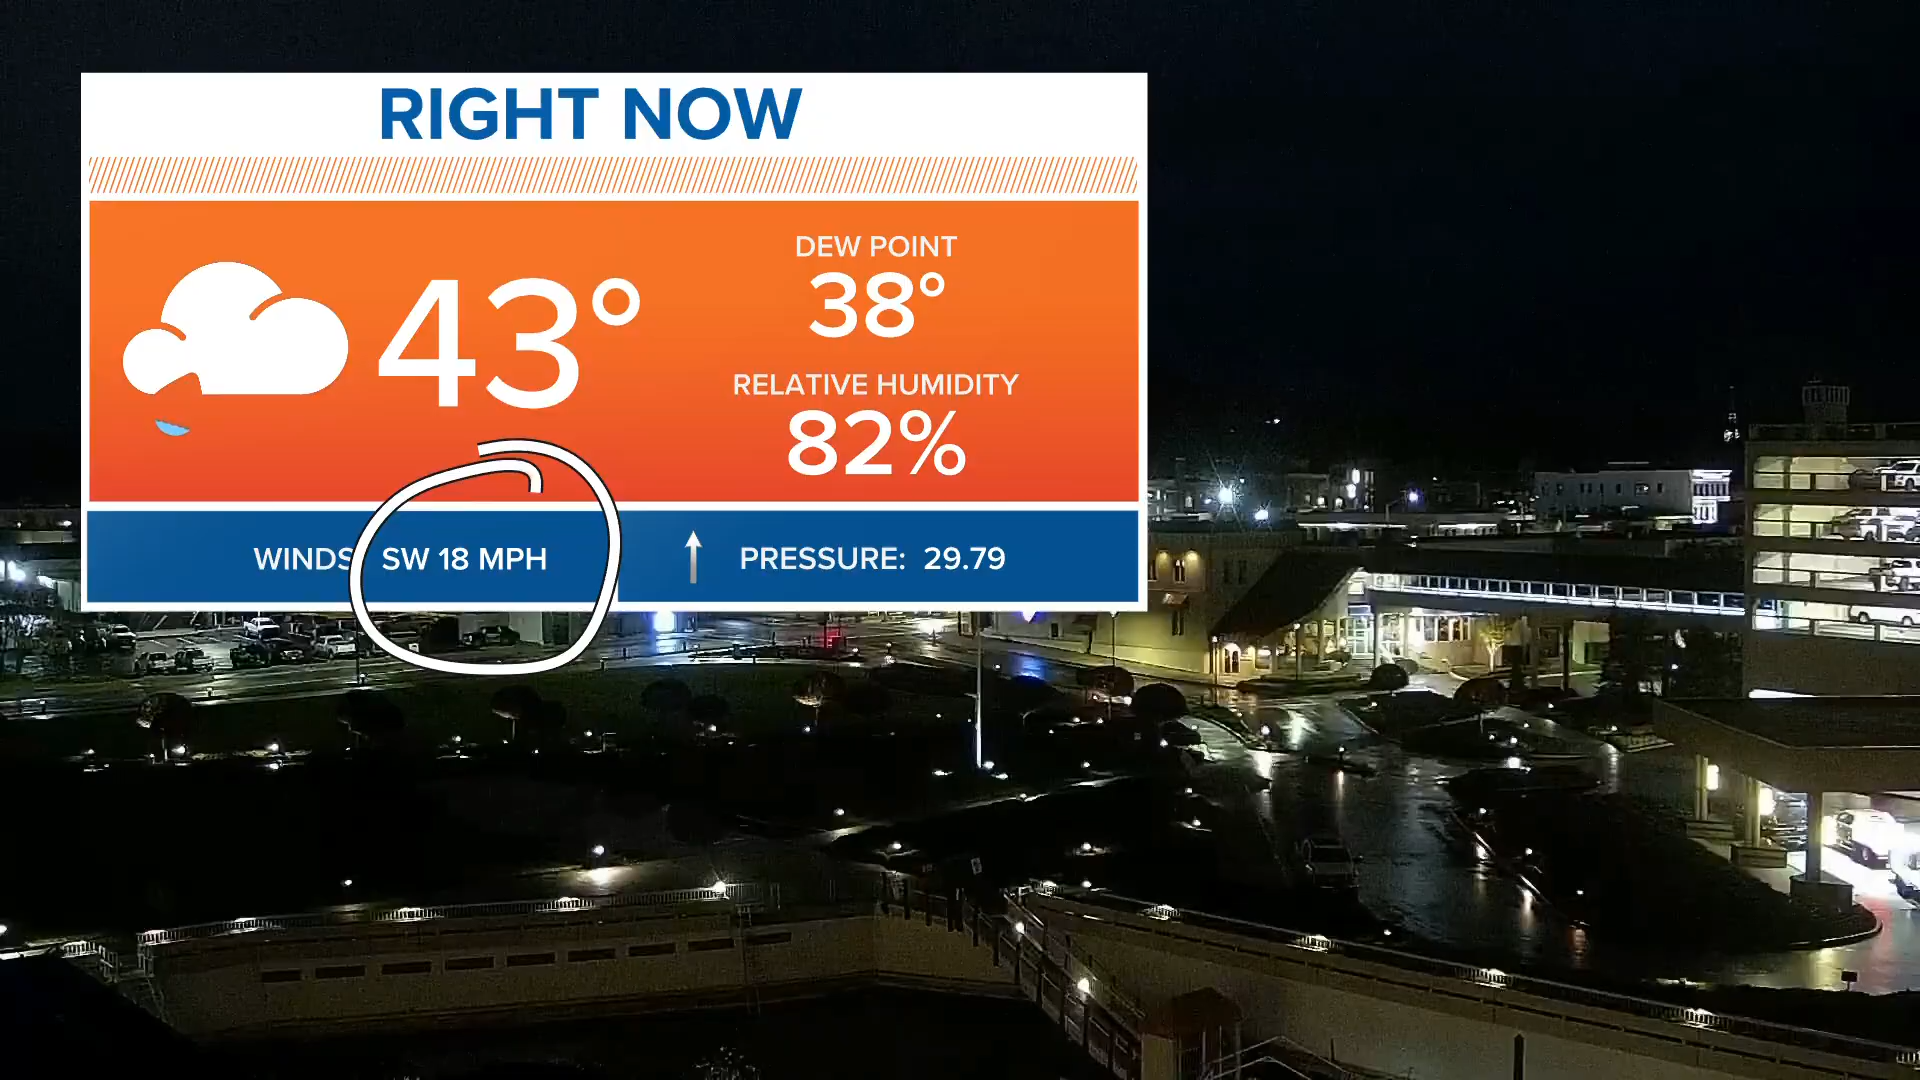 RIGHT NOW
43°
DEW POINT
38°
RELATIVE HUMIDITY
82%
WINDS SW 18 MPH
PRESSURE: 29.79